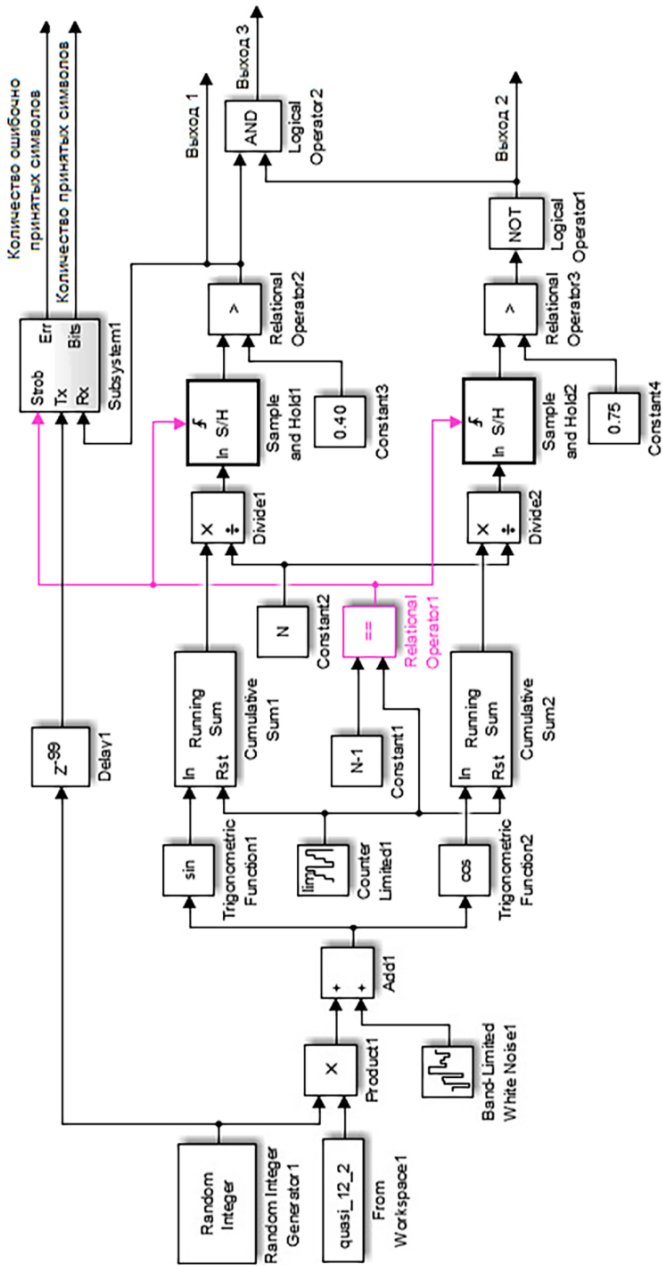 Random
Integer
Random Integer
Generator1
quasi_12_2
From
Workspace1
×
Product1
Band-Limited
White Noise1
+
+
Add1
Z-99
Delay1
sin
Trigonometric
Function1
lim
Counter
Limited1
cos
Trigonometric
Function2
In
Rst
Running
Sum
Cumulative
Sum1
N-1
Constant1
In
Rst
Running
Sum
Cumulative
Sum2
N
Constant2
==
Relational
Operator1
×
÷
Divide1
×
÷
Divide2
In
S/H
Sample
and Hold1
0.40
Constant3
In
S/H
Sample
and Hold2
0.75
Constant4
Strob
Tx
Rx
Err
Bits
Subsystem1
>
Relational
Operator2
>
Relational
Operator3
NOT
Logical
Operator1
AND
Logical
Operator2
Количество ошибочно
принятых символов
Количество принятых символов
Выход 1
Выход 3
Выход 2